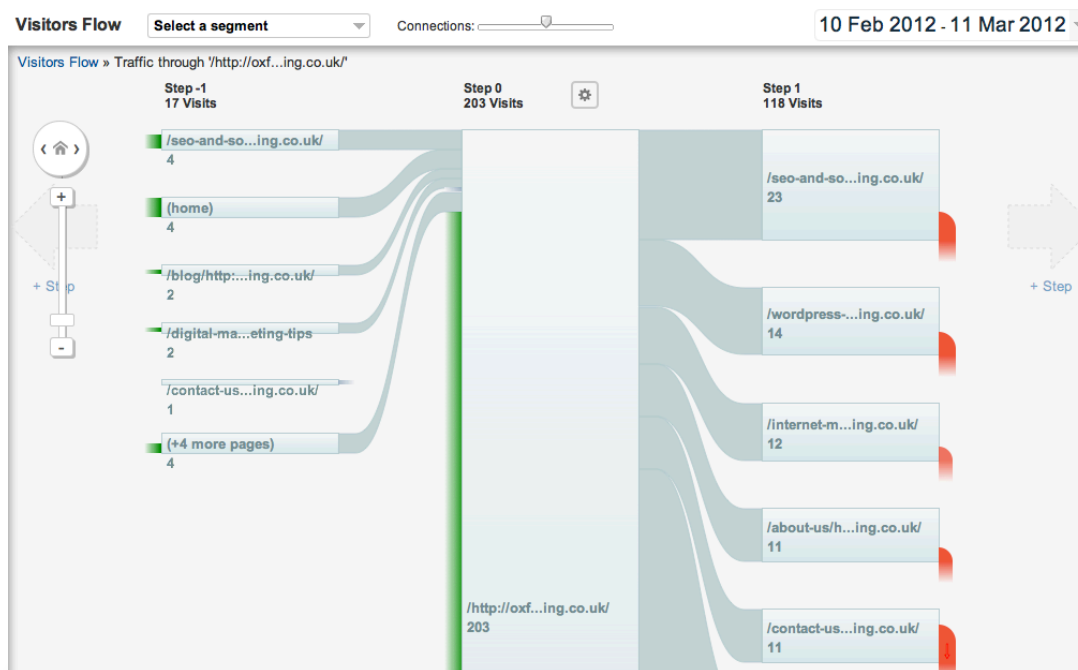 Visitors Flow
Select a segment
Connections:
10 Feb 2012 - 11 Mar 2012
Visitors Flow » Traffic through '/http://oxf...ing.co.uk/'
Step -1
17 Visits
Step 0
203 Visits
Step 1
118 Visits
/seo-and-so...ing.co.uk/
4
(home)
4
/blog/http:...ing.co.uk/
2
/digital-ma...eting-tips
2
/contact-us...ing.co.uk/
1
(+4 more pages)
4
/http://oxf...ing.co.uk/
203
/seo-and-so...ing.co.uk/
23
/wordpress-...ing.co.uk/
14
/internet-m...ing.co.uk/
12
/about-us/h...ing.co.uk/
11
/contact-us...ing.co.uk/
11
+
+ Step
-
+ Step